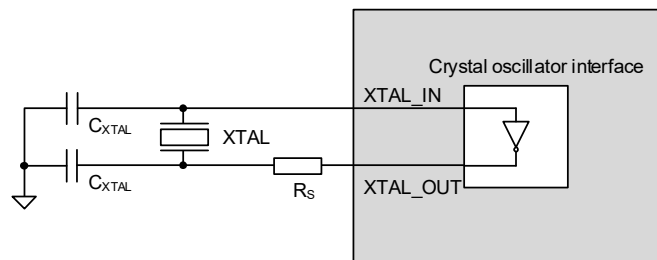 Crystal oscillator interface
XTAL_IN
CXTAL
XTAL
CXTAL
RS
XTAL_OUT